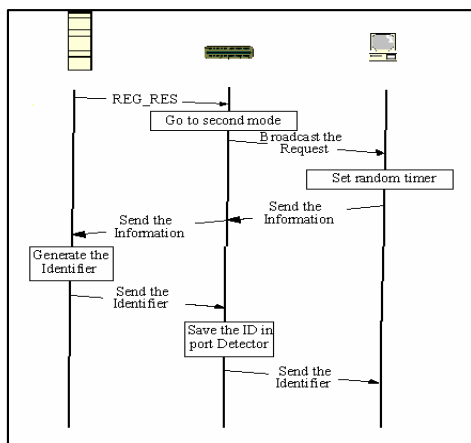 REG_RES
Go to second mode
Broadcast the
Request
Set random timer
Send the
Information
Send the
Information
Generate the
Identifier
Send the
Identifier
Save the ID in
port Detector
Send the
Identifier